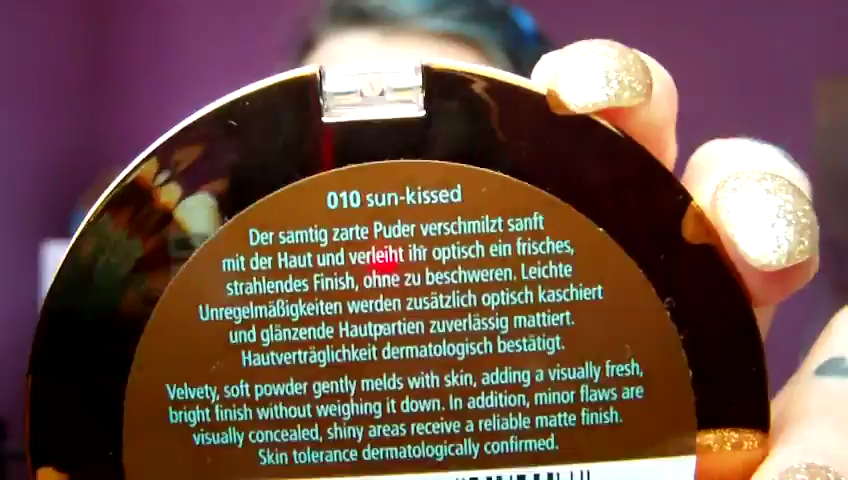 010 sun-kissed
Der samtig zarte Puder verschmilzt sanft
mit der Haut und verleiht ihr optisch ein frisches,
strahlendes Finish, ohne zu beschweren. Leichte
Unregelmäßigkeiten werden zusätzlich optisch kaschiert
und glänzende Hautpartien zuverlässig mattiert.
Hautverträglichkeit dermatologisch bestätigt.
Velvety, soft powder gently melds with skin, adding a visually fresh,
bright finish without weighing it down. In addition, minor flaws are
visually concealed, shiny areas receive a reliable matte finish.
Skin tolerance dermatologically confirmed.